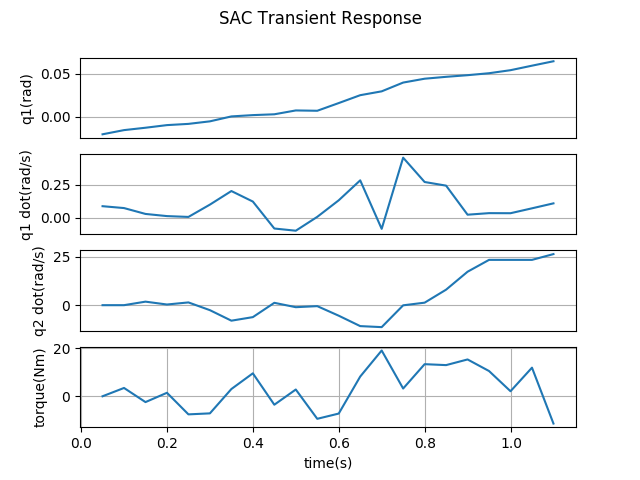 SAC Transient Response
q1(rad)
0.05
0.00
q1 dot(rad/s)
0.25
0.00
q2 dot(rad/s)
25
0
torque(Nm)
20
0
0.0 0.2 0.4 0.6 0.8 1.0
time(s)